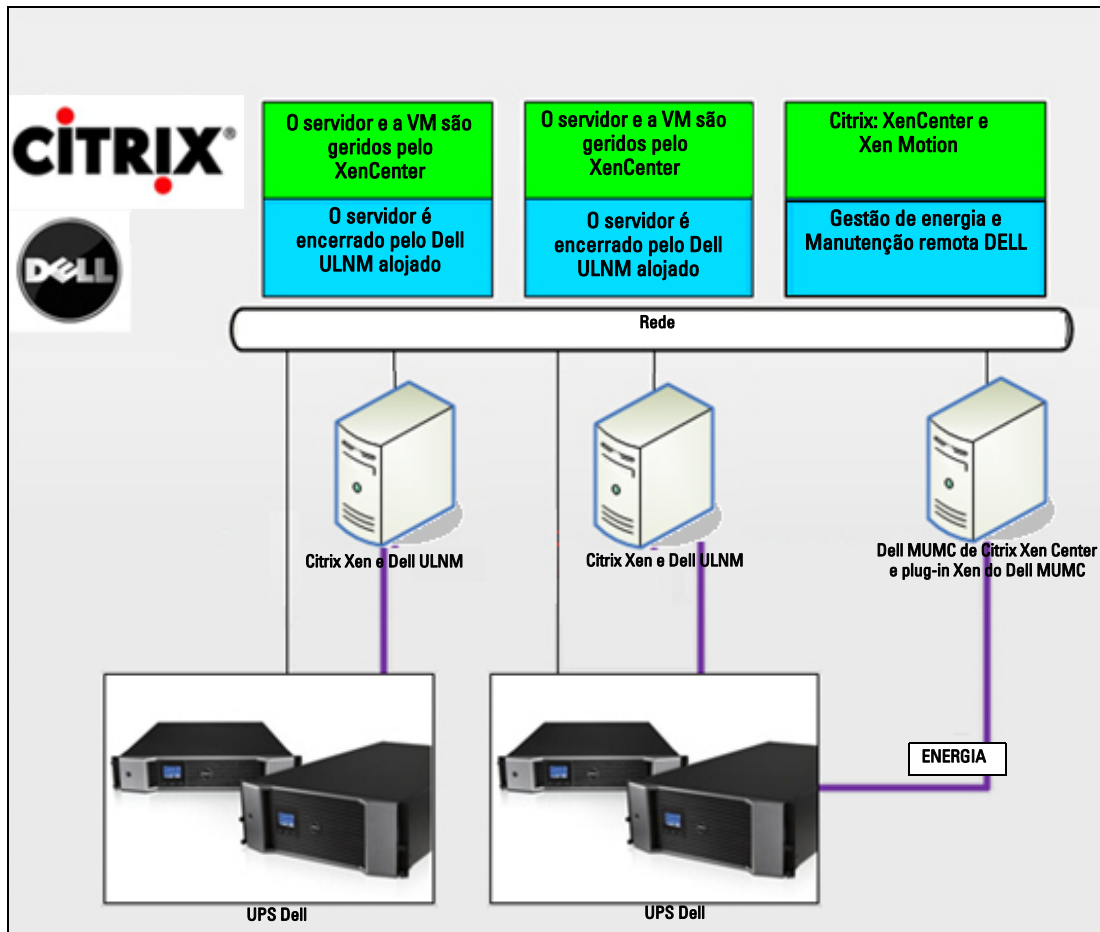 CITRIX®
DELL
O servidor e a VM são
geridos pelo
XenCenter
O servidor é
encerrado pelo Dell
ULNM alojado
O servidor e a VM são
geridos pelo
XenCenter
O servidor é
encerrado pelo Dell
ULNM alojado
Citrix: XenCenter e
Xen Motion
Gestão de energia e
Manutenção remota DELL
Rede
Citrix Xen e Dell ULNM
Citrix Xen e Dell ULNM
Dell MUMC de Citrix Xen Center
e plug-in Xen do Dell MUMC
ENERGIA
UPS Dell
UPS Dell